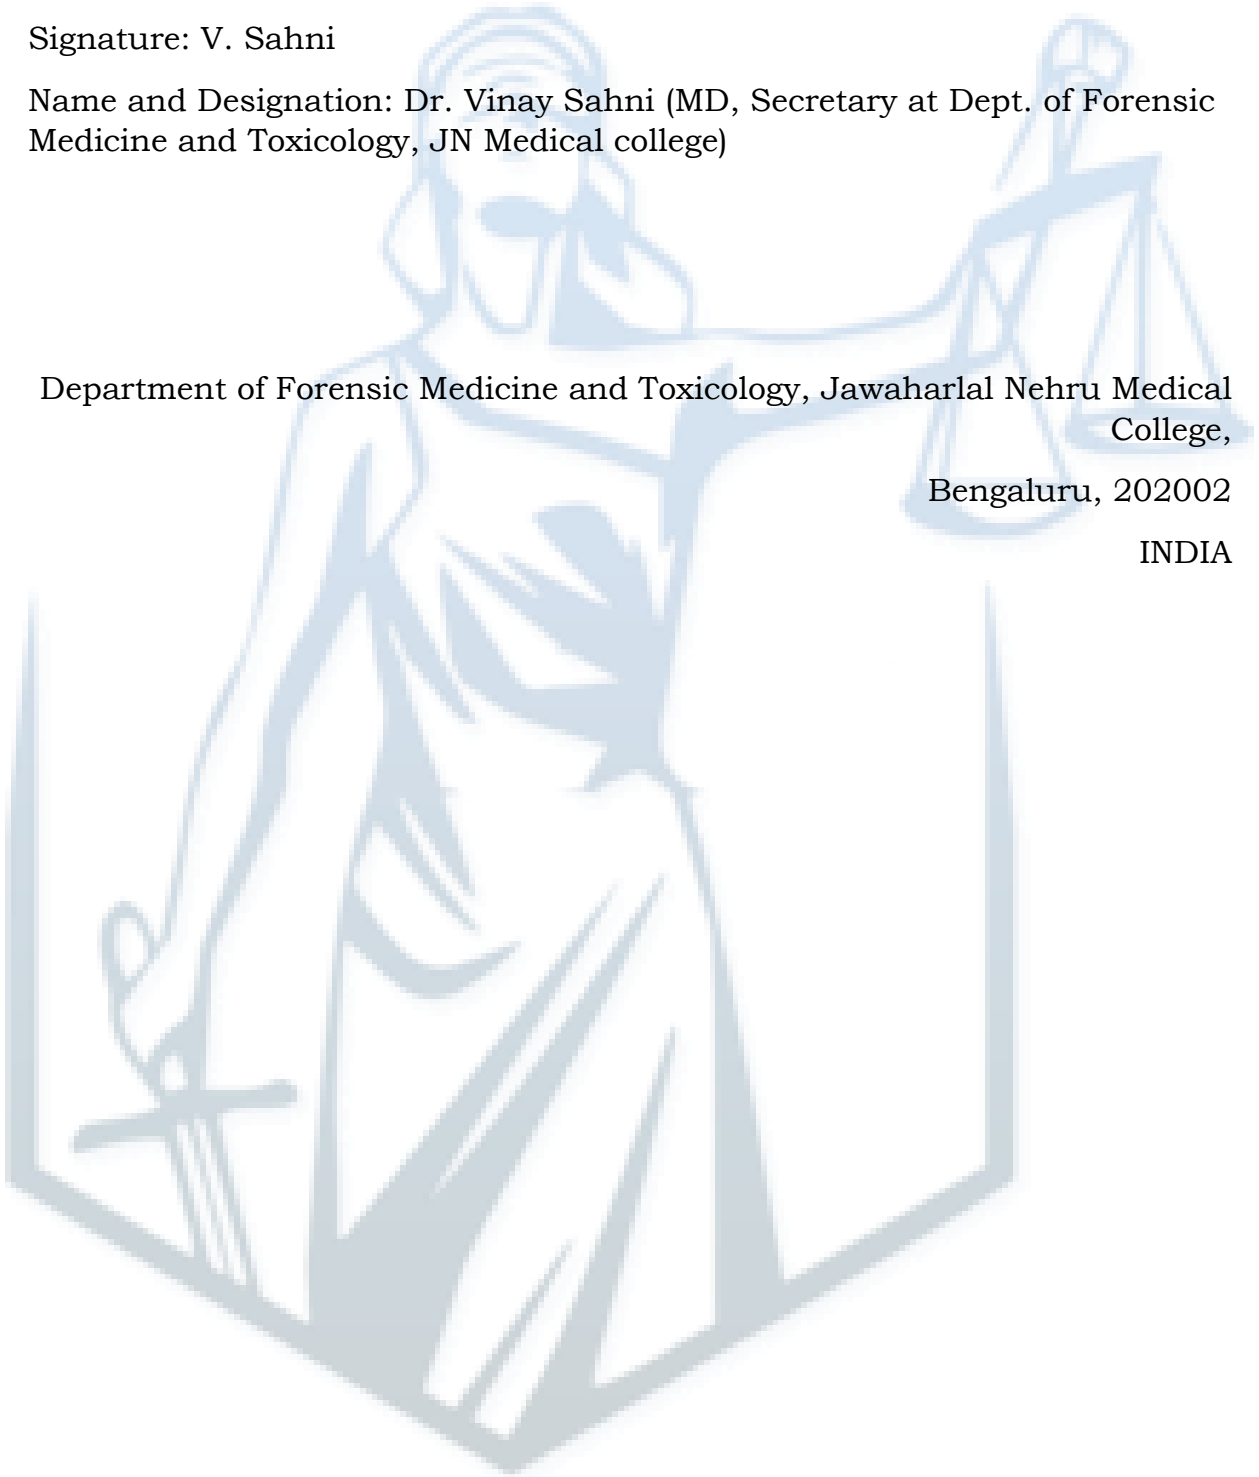 Signature: V. Sahni
Name and Designation: Dr. Vinay Sahni (MD, Secretary at Dept. of Forensic
Medicine and Toxicology, JN Medical college)
Department of Forensic Medicine and Toxicology, Jawaharlal Nehru Medical
College,
Bengaluru, 202002
INDIA